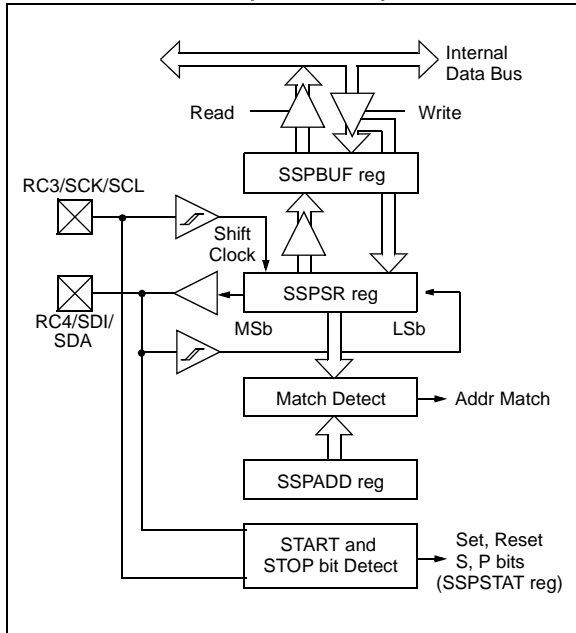 Internal
Data Bus
Read
Write
SSPBUF reg
RC3/SCK/SCL
Shift
Clock
SSPSR reg
MSb
LSb
RC4/SDI/
SDA
Match Detect
Addr Match
SSPADD reg
START and
STOP bit Detect
Set, Reset
S, P bits
(SSPSTAT reg)